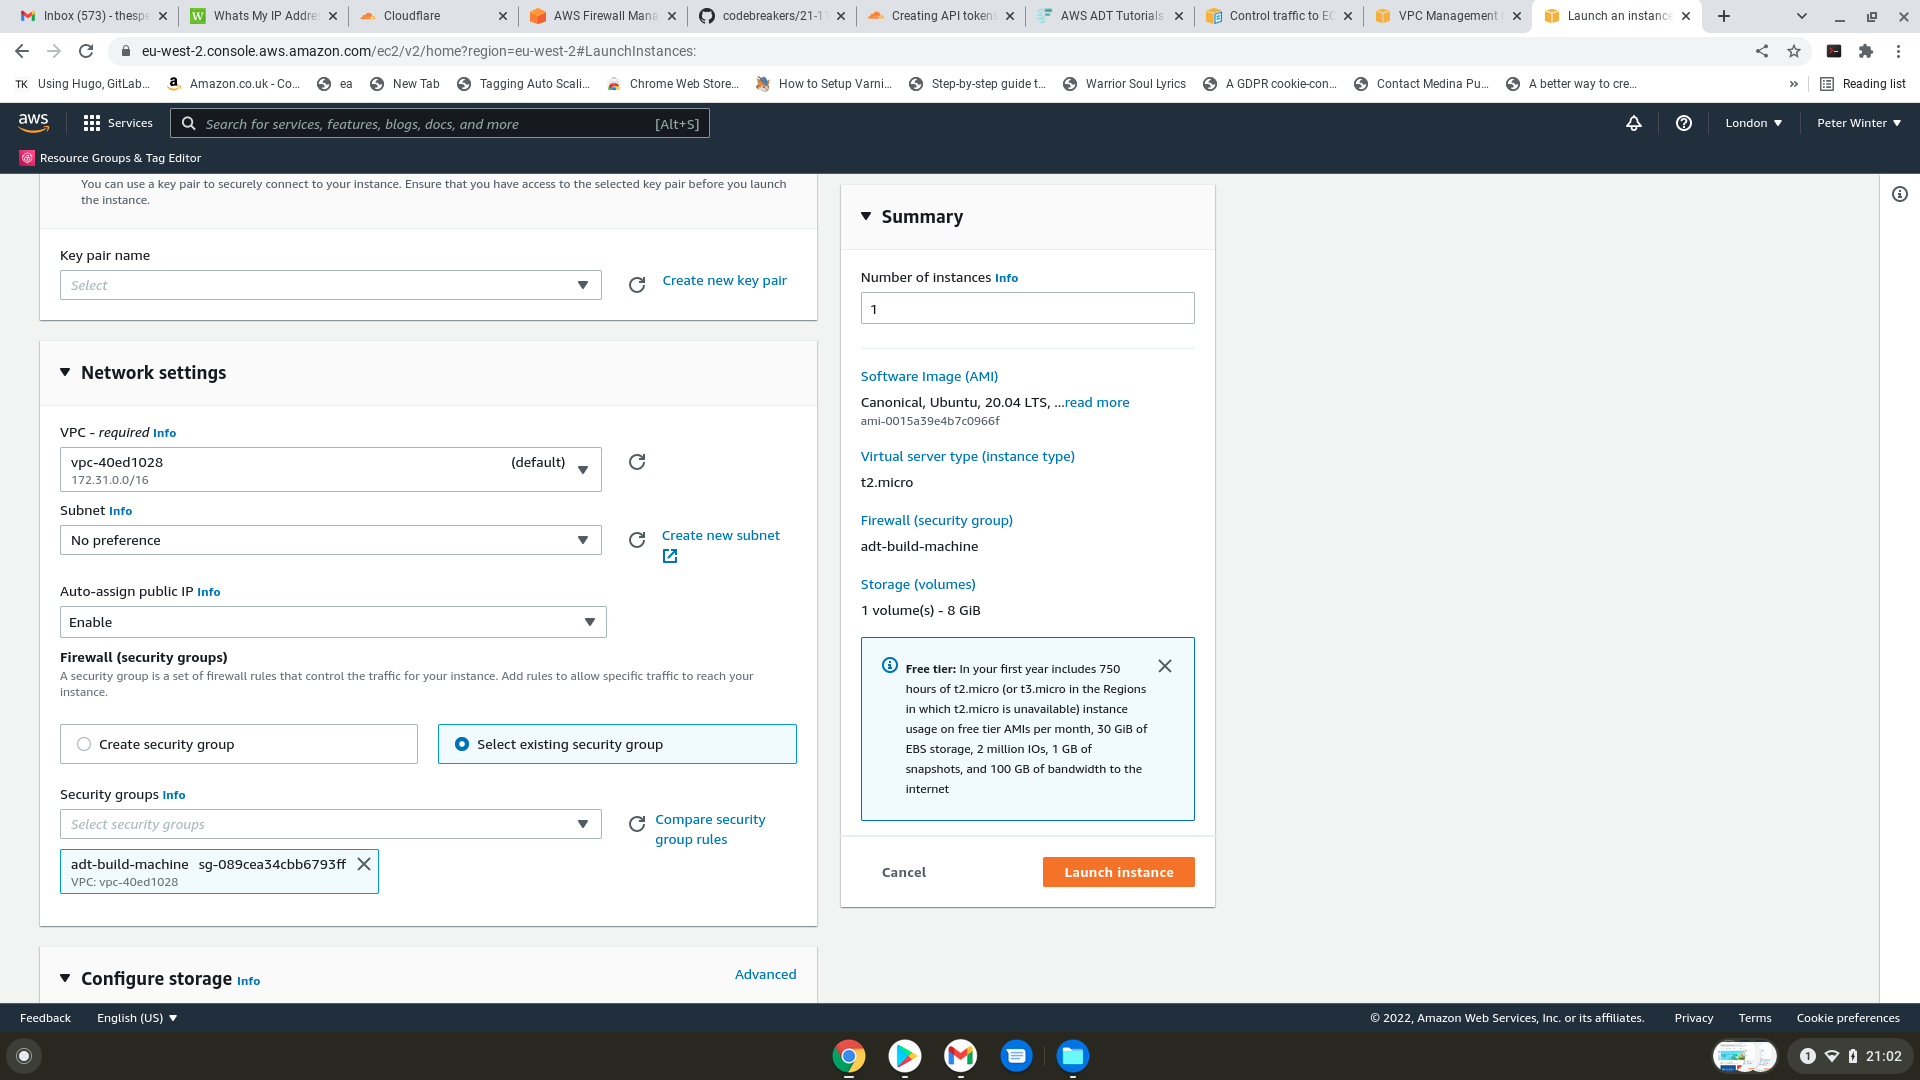 Inbox (573) - thespe
Whats My IP Addre
Cloudflare
AWS Firewall Mana
codebreakers/21-1
Creating API token
AWS ADT Tutorials
Control traffic to EC
VPC Management
Launch an instance
eu-west-2.console.aws.amazon.com/ec2/v2/home?region=eu-west-2#LaunchInstances:
TK Using Hugo, GitLab...
Amazon.co.uk - Co...
ea
New Tab
Tagging Auto Scali...
Chrome Web Store...
How to Setup Varni...
Step-by-step guide t...
Warrior Soul Lyrics
A GDPR cookie-con...
Contact Medina Pu...
A better way to cre...
»
Reading list
aws
Services
Search for services, features, blogs, docs, and more [Alt+S]
London
Peter Winter
Resource Groups & Tag Editor
You can use a key pair to securely connect to your instance. Ensure that you have access to the selected key pair before you launch
the instance.
Key pair name
Select
Create new key pair
Network settings
VPC - required Info
vpc-40ed1028 (default)
172.31.0.0/16
Subnet Info
No preference
Create new subnet
Auto-assign public IP Info
Enable
Firewall (security groups)
A security group is a set of firewall rules that control the traffic for your instance. Add rules to allow specific traffic to reach your
instance.
Create security group
Select existing security group
Security groups Info
Select security groups
Compare security
group rules
adt-build-machine sg-089cea34cbb6793ff
VPC: vpc-40ed1028
Configure storage Info
Advanced
Summary
Number of instances Info
1
Software Image (AMI)
Canonical, Ubuntu, 20.04 LTS, ...read more
ami-0015a39e4b7c0966f
Virtual server type (instance type)
t2.micro
Firewall (security group)
adt-build-machine
Storage (volumes)
1 volume(s) - 8 GiB
Free tier: In your first year includes 750
hours of t2.micro (or t3.micro in the Regions
in which t2.micro is unavailable) instance
usage on free tier AMIs per month, 30 GiB of
EBS storage, 2 million IOs, 1 GB of
snapshots, and 100 GB of bandwidth to the
internet
Cancel
Launch instance
Feedback
English (US)
© 2022, Amazon Web Services, Inc. or its affiliates.
Privacy
Terms
Cookie preferences
1
21:02